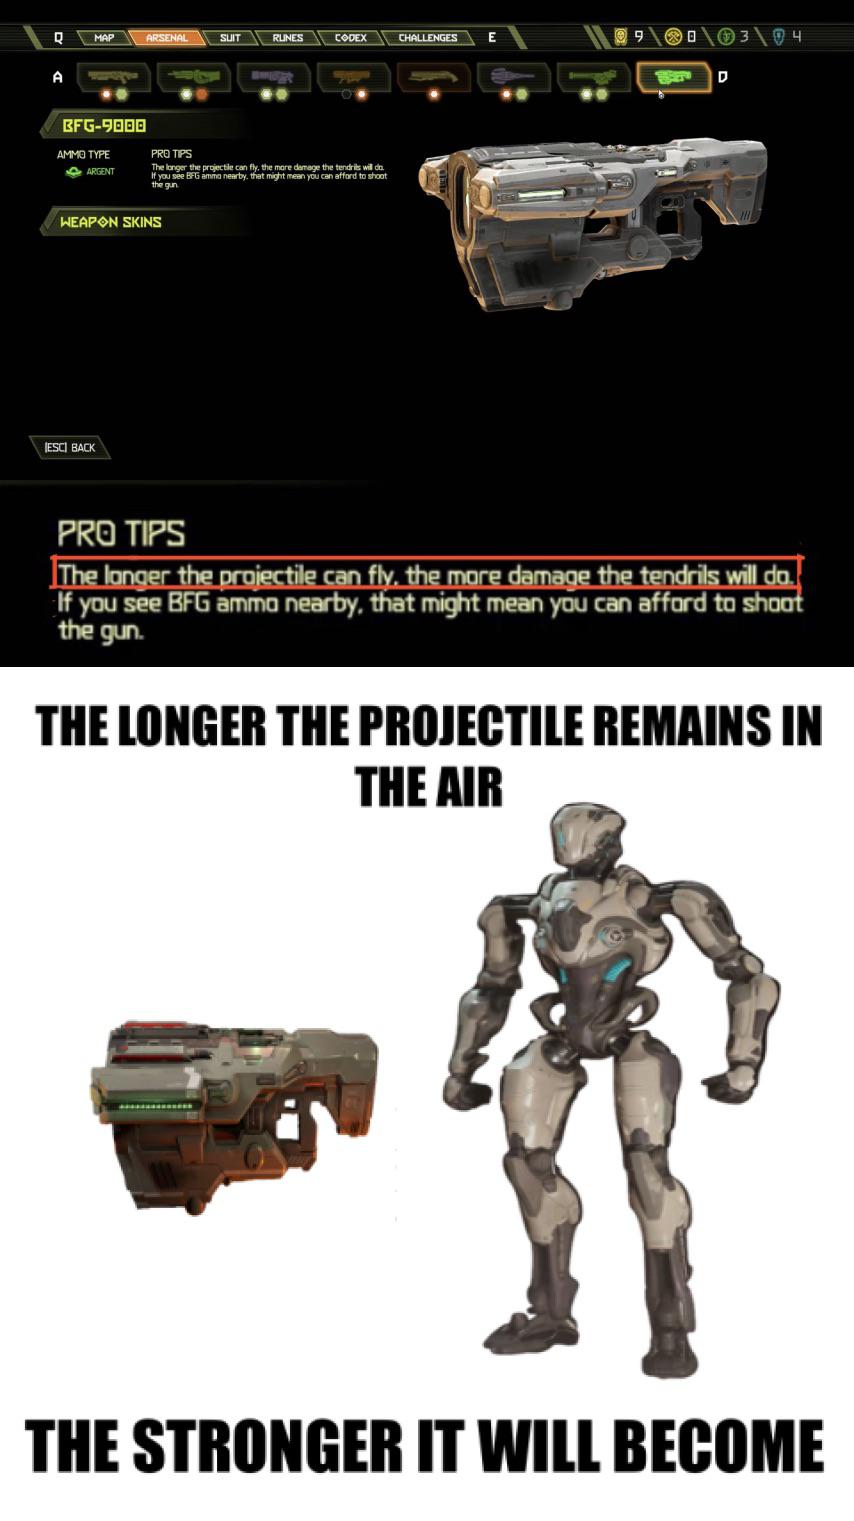 Q MAP ARSENAL SUIT RUNES CODEX CHALLENGES E 9 0 3 4
A D
BFG-9000
AMMO TYPE PRO TIPS
ARGENT
The longer the projectile can fly, the more damage the tendrils will do.
If you see BFG ammo nearby, that might mean you can afford to shoot
the gun.
WEAPON SKINS
[ESC] BACK
PRO TIPS
The longer the projectile can fly, the more damage the tendrils will do.
If you see BFG ammo nearby, that might mean you can afford to shoot
the gun.
THE LONGER THE PROJECTILE REMAINS IN
THE AIR
THE STRONGER IT WILL BECOME